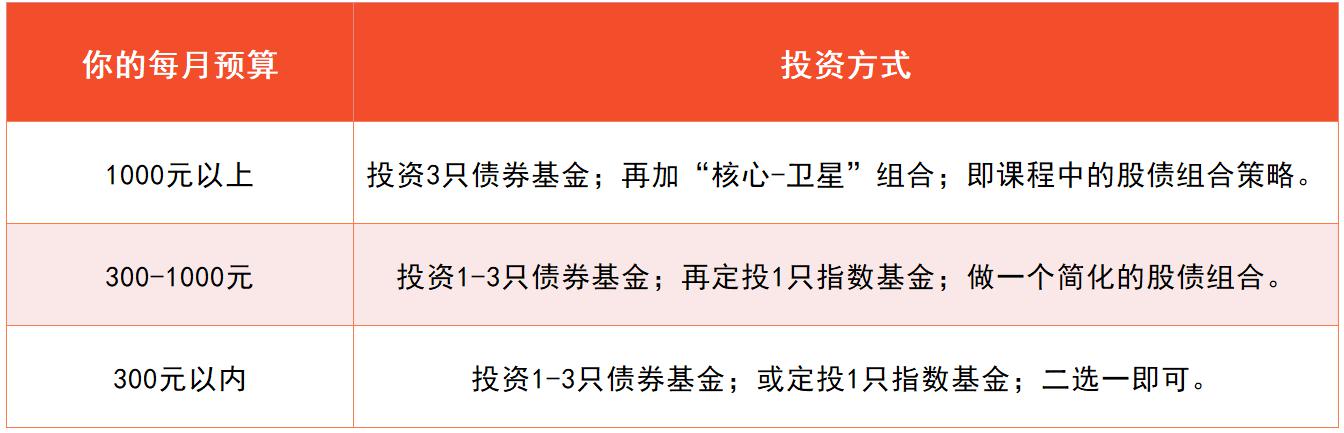 你的每月预算
投资方式
1000元以上
投资3只债券基金；再加“核心-卫星”组合；即课程中的股债组合策略。
300-1000元
投资1-3只债券基金；再定投1只指数基金；做一个简化的股债组合。
300元以内
投资1-3只债券基金；或定投1只指数基金；二选一即可。